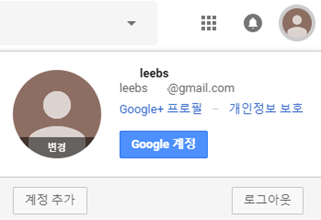 leebs
leebs @gmail.com
Google+ 프로필 – 개인정보 보호
변경
Google 계정
계정 추가
로그아웃